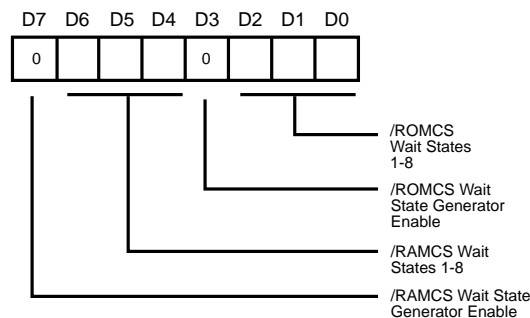 D7 D6 D5 D4 D3 D2 D1 D0
0 0
/ROMCS
Wait States
1-8
/ROMCS Wait
State Generator
Enable
/RAMCS Wait
States 1-8
/RAMCS Wait State
Generator Enable